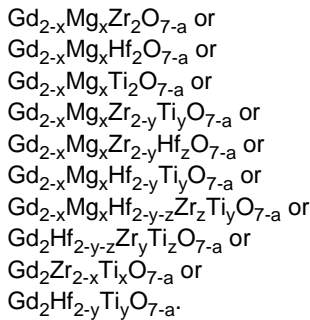 Gd₂₋ₓMgₓZr₂O₇₋ₐ or
Gd₂₋ₓMgₓHf₂O₇₋ₐ or
Gd₂₋ₓMgₓTi₂O₇₋ₐ or
Gd₂₋ₓMgₓZr₂₋yTiyO₇₋ₐ or
Gd₂₋ₓMgₓZr₂₋yHfzO₇₋ₐ or
Gd₂₋ₓMgₓHf₂₋yTiyO₇₋ₐ or
Gd₂₋ₓMgₓHf₂₋y₋zZrzTiyO₇₋ₐ or
Gd₂Hf₂₋y₋zZryTizO₇₋ₐ or
Gd₂Zr₂₋ₓTiₓO₇₋ₐ or
Gd₂Hf₂₋yTiyO₇₋ₐ.